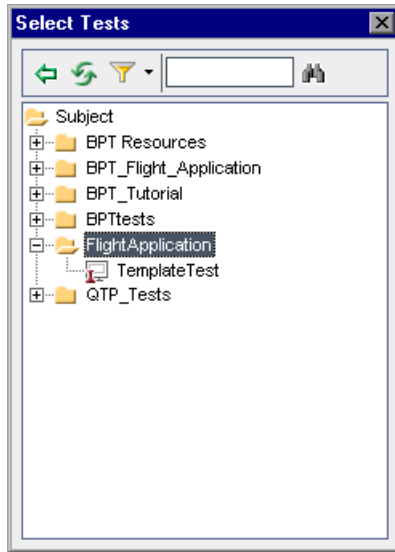 Select Tests
Subject
BPT Resources
BPT_Flight_Application
BPT_Tutorial
BPTtests
FlightApplication
TemplateTest
QTP_Tests